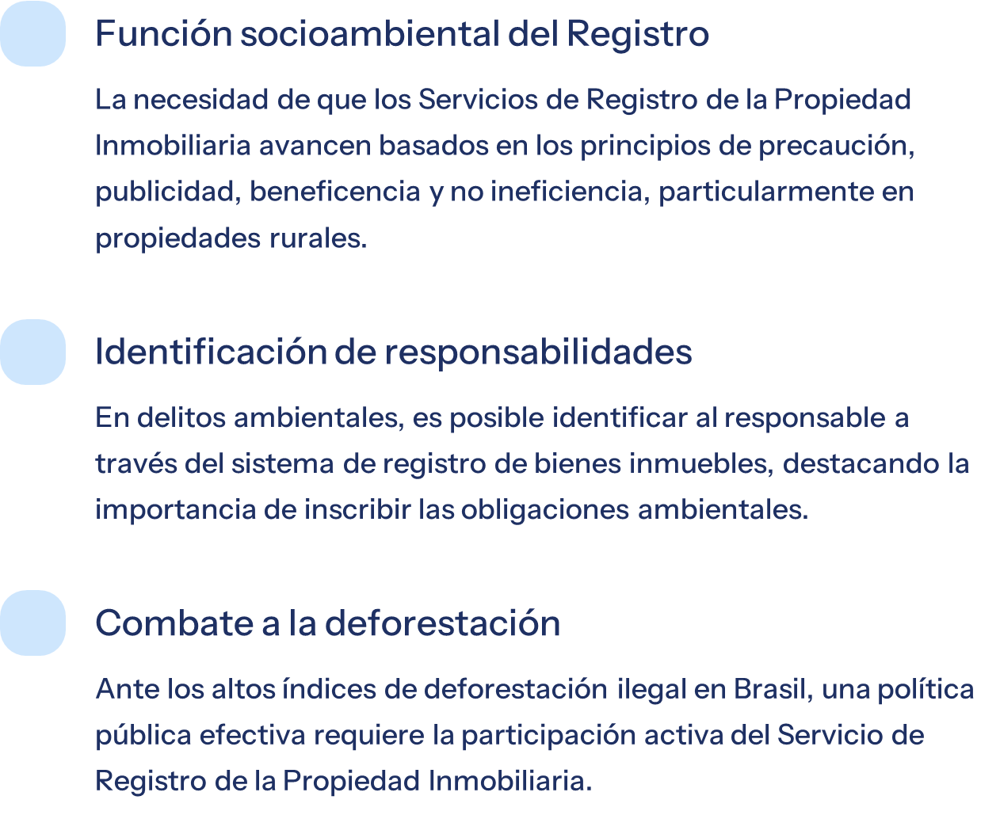 Función socioambiental del Registro
La necesidad de que los Servicios de Registro de la Propiedad
Inmobiliaria avancen basados en los principios de precaución,
publicidad, beneficencia y no ineficiencia, particularmente en
propiedades rurales.
Identificación de responsabilidades
En delitos ambientales, es posible identificar al responsable a
través del sistema de registro de bienes inmuebles, destacando la
importancia de inscribir las obligaciones ambientales.
Combate a la deforestación
Ante los altos índices de deforestación ilegal en Brasil, una política
pública efectiva requiere la participación activa del Servicio de
Registro de la Propiedad Inmobiliaria.